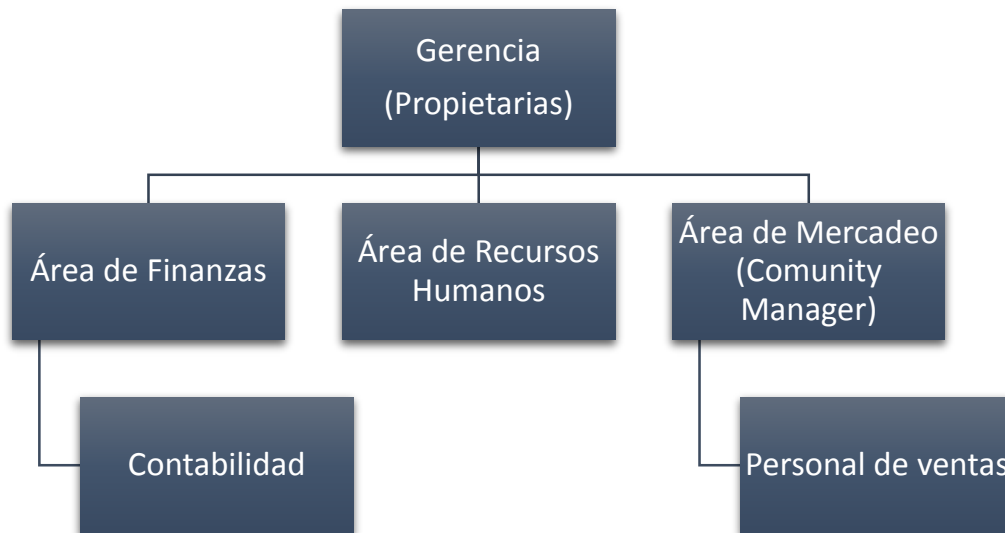 Gerencia
(Propietarias)
Área de Finanzas
Área de Recursos
Humanos
Área de Mercadeo
(Comunity
Manager)
Contabilidad
Personal de ventas